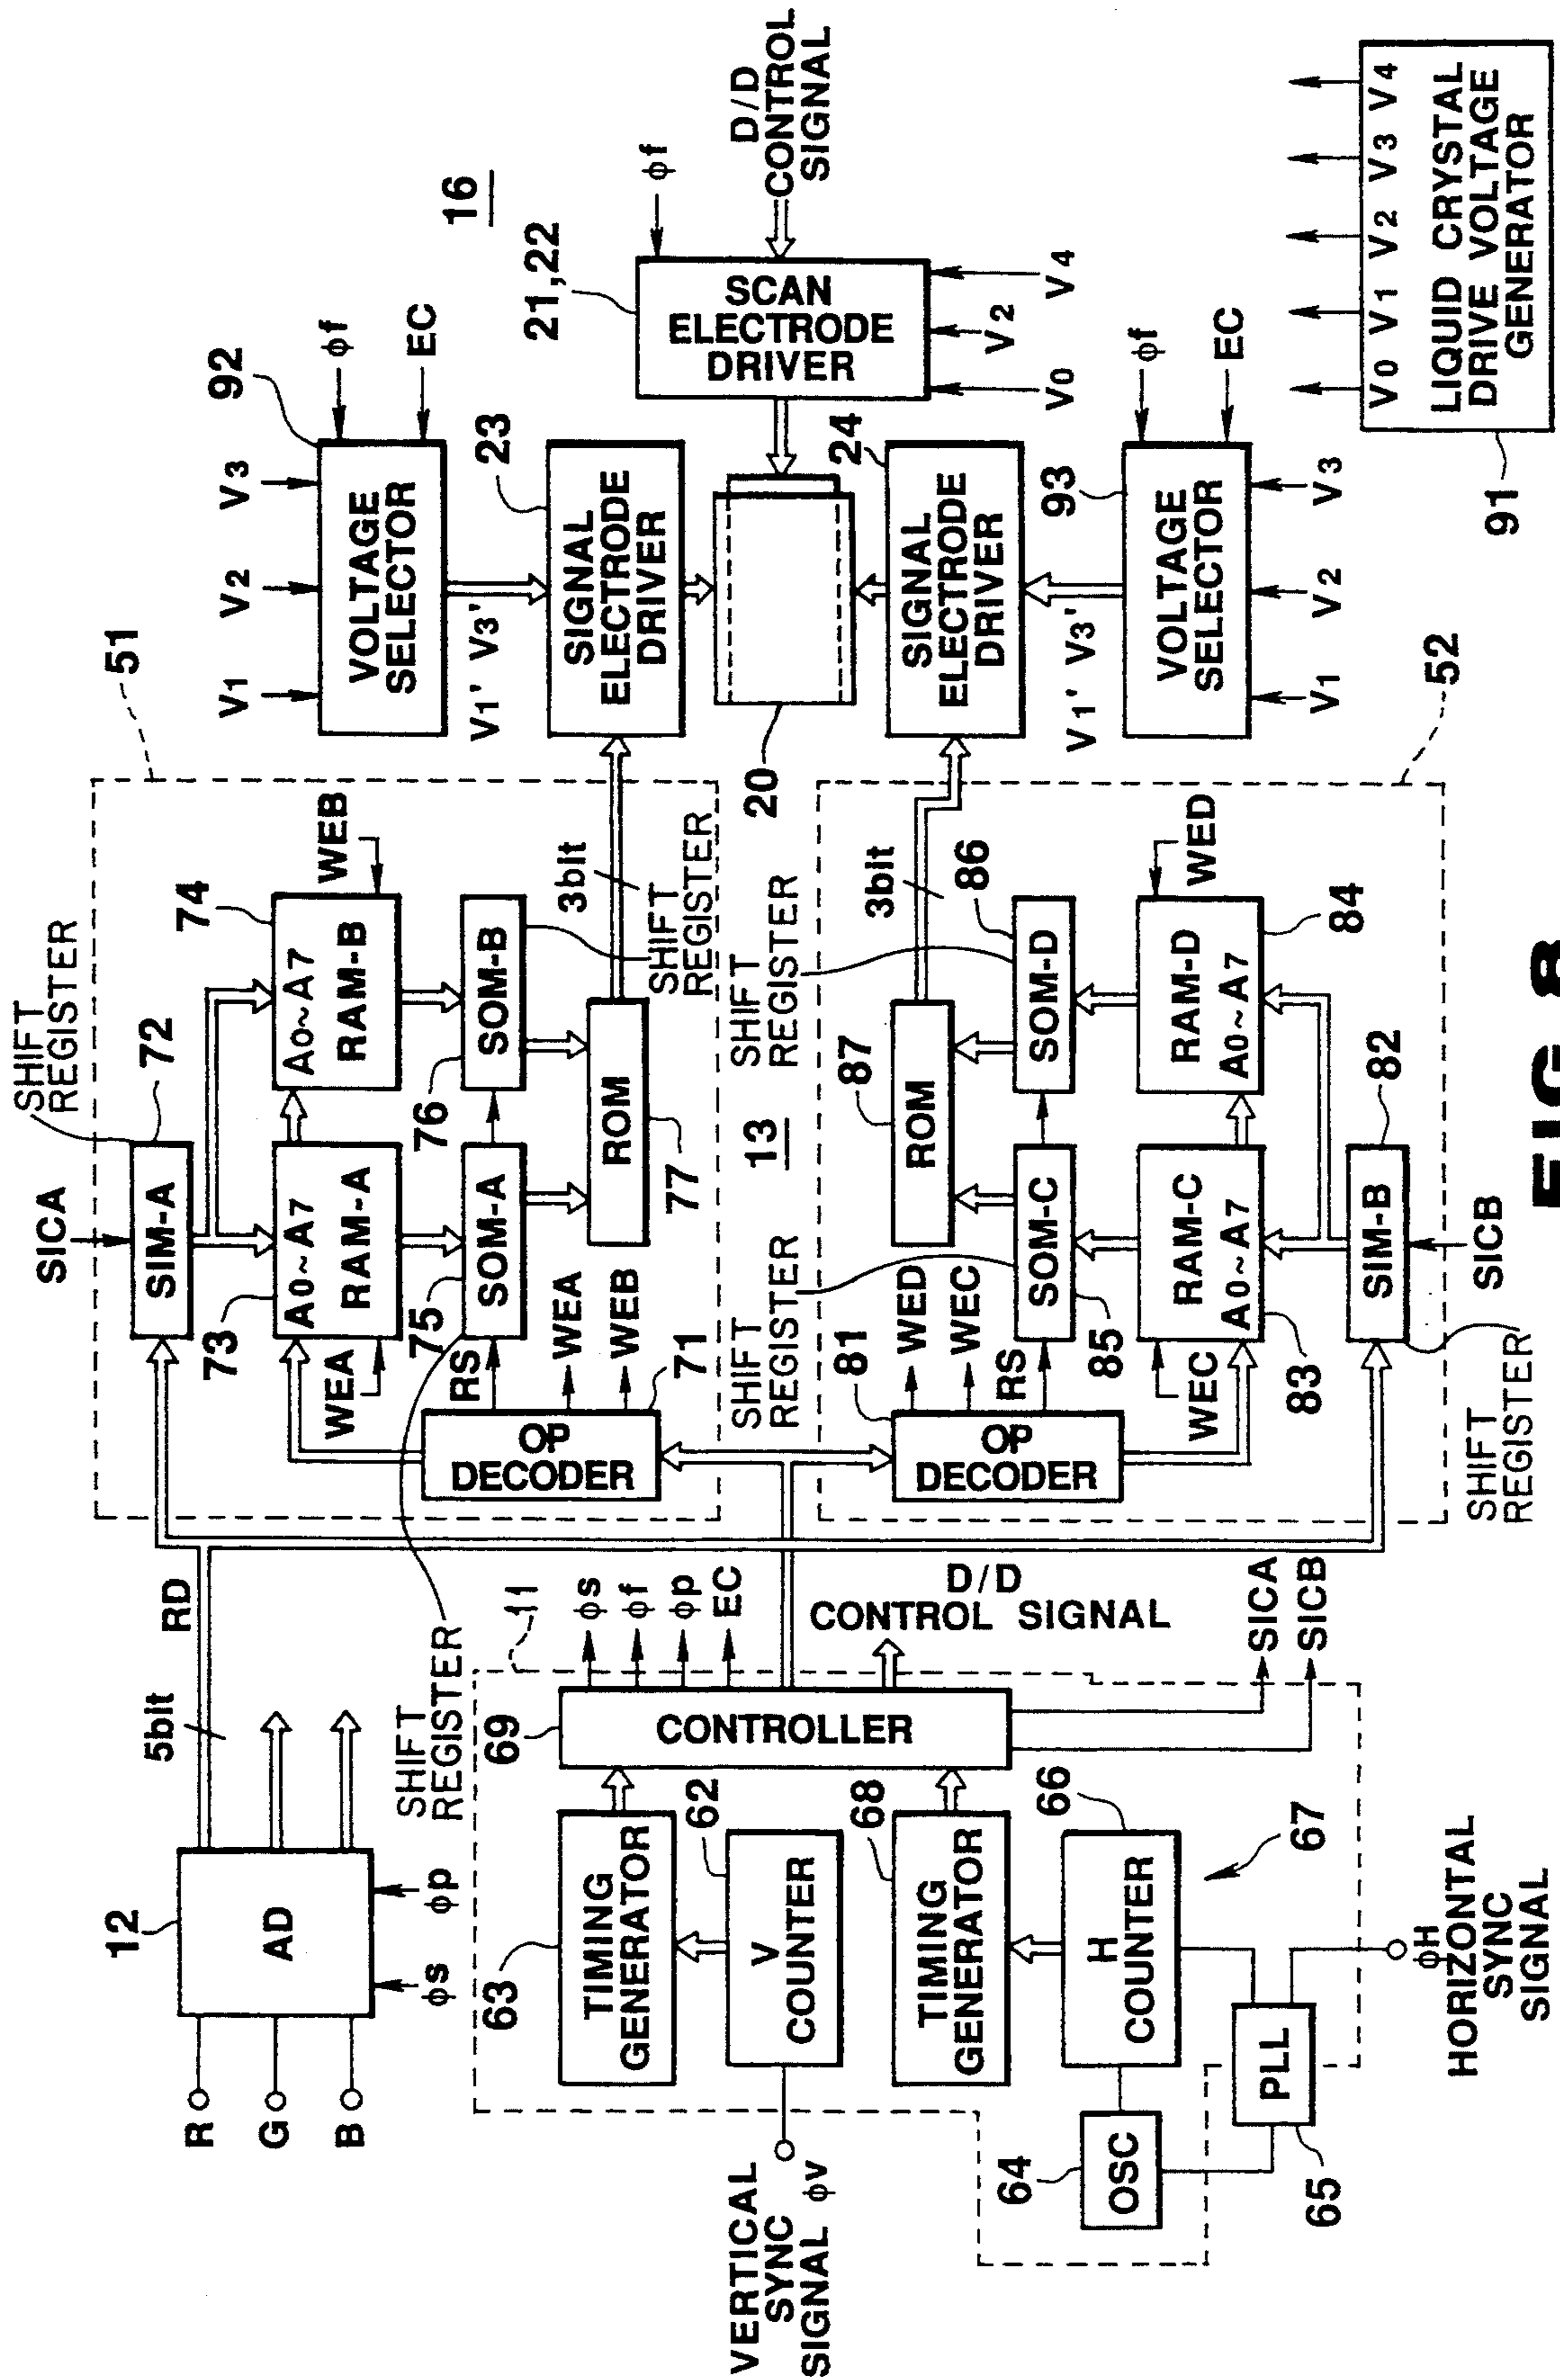 R
G
B
12
AD
φs
φp
5bit
RD
VERTICAL
SYNC
SIGNAL φV
63
TIMING
GENERATOR
V
COUNTER
62
TIMING
GENERATOR
68
H
COUNTER
66
67
64
OSC
PLL
65
φH
HORIZONTAL
SYNC
SIGNAL
69
CONTROLLER
11
φs
φf
φp
EC
D/D
CONTROL SIGNAL
SICA
SICB
SHIFT
REGISTER
SICA
SHIFT
REGISTER
72
SIM-A
51
73
A0~A7
RAM-A
WEA
74
A0~A7
RAM-B
WEB
75
SOM-A
RS
76
SOM-B
WEA
WEB
71
OP
DECODER
ROM
77
3bit
SHIFT
REGISTER
13
SHIFT
REGISTER
SHIFT
REGISTER
3bit
87
ROM
86
81
OP
DECODER
WED
WEC
RS
SOM-C
85
SOM-D
WEC
RAM-C
A0~A7
83
RAM-D
A0~A7
84
WED
SIM-B
82
SICB
SHIFT
REGISTER
52
V1
V2
V3
92
VOLTAGE
SELECTOR
φf
EC
V1' V3'
23
SIGNAL
ELECTRODE
DRIVER
20
24
SIGNAL
ELECTRODE
DRIVER
V1' V3'
93
VOLTAGE
SELECTOR
φf
EC
V1
V2
V3
16
21,22
SCAN
ELECTRODE
DRIVER
φf
D/D
CONTROL
SIGNAL
V0
V2
V4
V0 V1 V2 V3 V4
LIQUID CRYSTAL
DRIVE VOLTAGE
GENERATOR
91
FIG.8